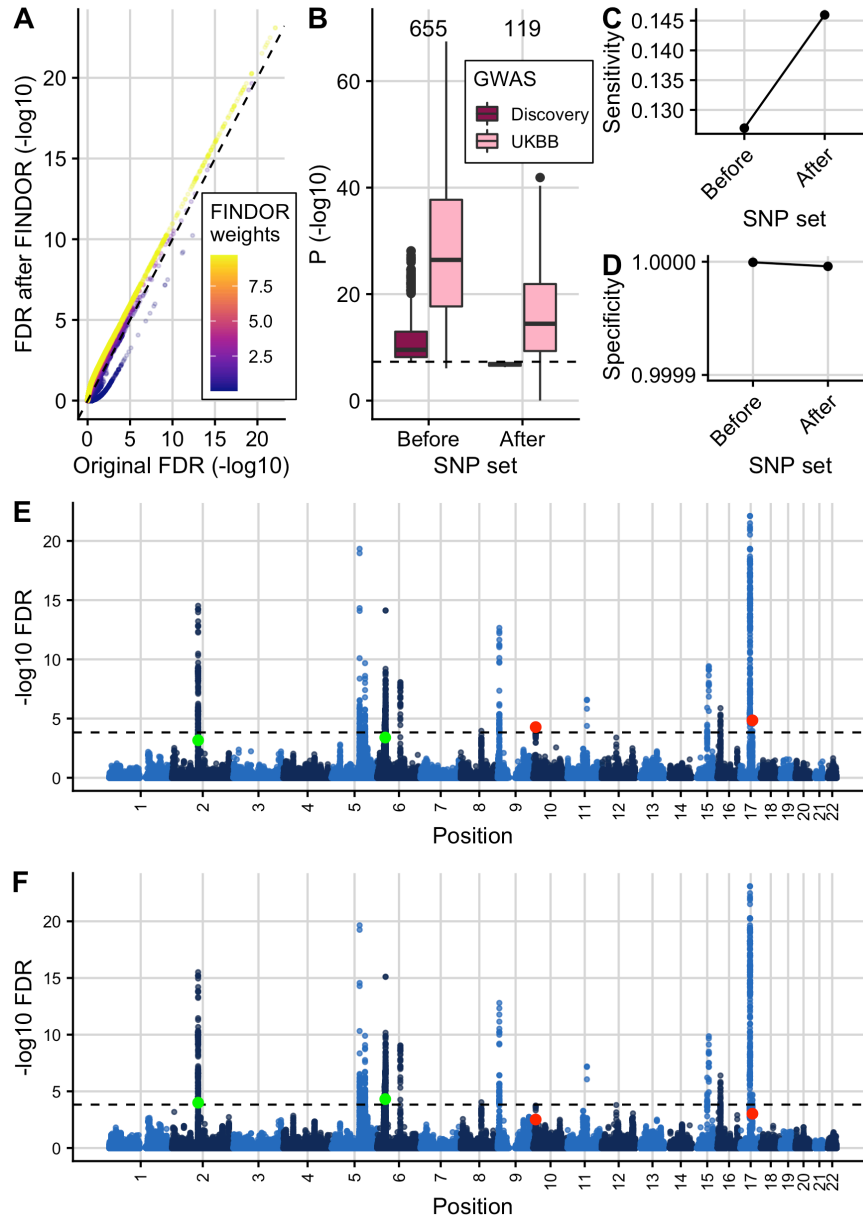 A
FDR after FINDOR (-log10)
20
15
10
5
0
0 5 10 15 20
Original FDR (-log10)
FINDOR
weights
7.5
5.0
2.5
B
655 119
P (-log10)
60
40
20
0
GWAS
Discovery
UKBB
Before After
SNP set
C
Sensitivity
0.145
0.140
0.135
0.130
Before After
SNP set
D
Specificity
1.0000
0.9999
Before After
SNP set
E
-log10 FDR
20
15
10
5
0
1 2 3 4 5 6 7 8 9 10 11 12 13 14 15 16 17 18 19 20 21 22
Position
F
-log10 FDR
20
15
10
5
0
1 2 3 4 5 6 7 8 9 10 11 12 13 14 15 16 17 18 19 20 21 22
Position